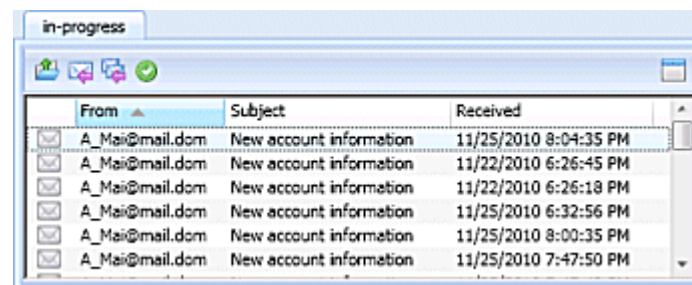 in-progress
From Subject Received
A_Mai@mail.dom New account information 11/25/2010 8:04:35 PM
A_Mai@mail.dom New account information 11/22/2010 6:26:45 PM
A_Mai@mail.dom New account information 11/22/2010 6:26:18 PM
A_Mai@mail.dom New account information 11/25/2010 6:32:56 PM
A_Mai@mail.dom New account information 11/25/2010 8:00:35 PM
A_Mai@mail.dom New account information 11/25/2010 7:47:50 PM